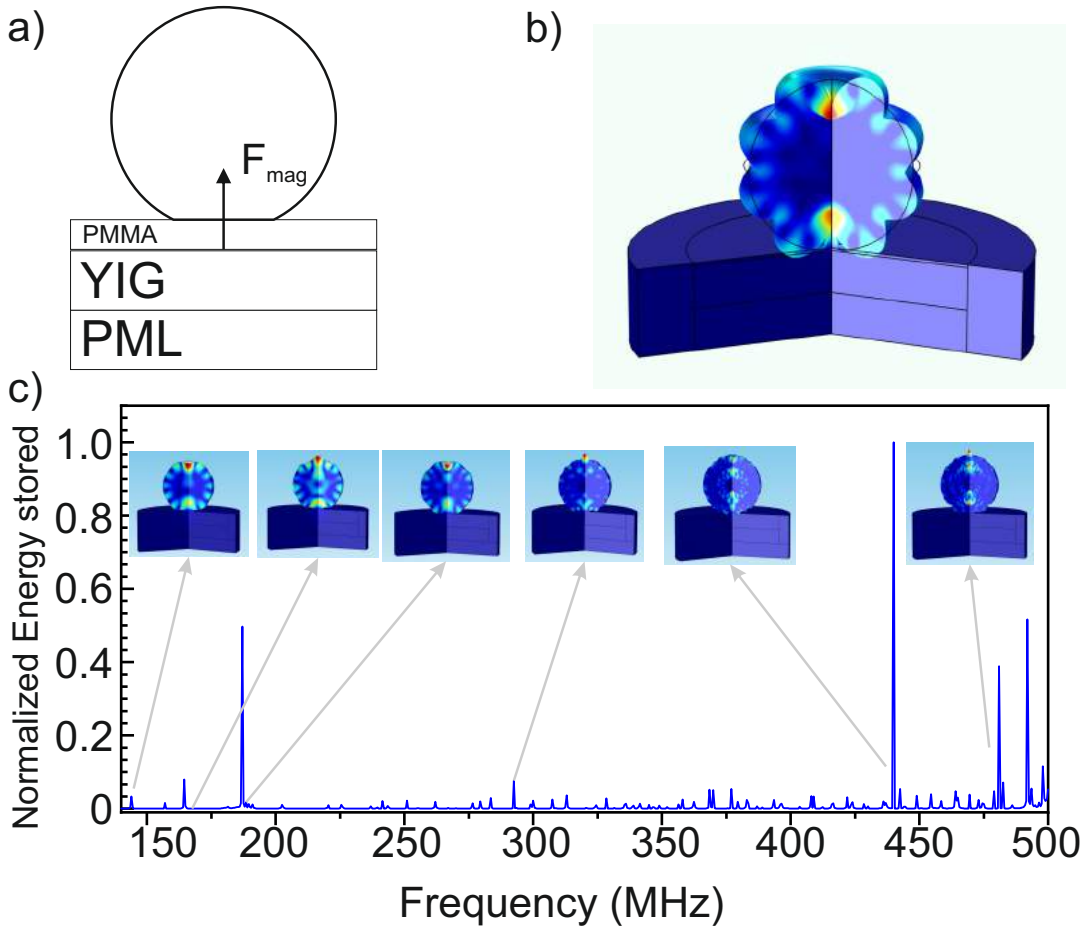 a)
F mag
PMMA
YIG
PML
b)
c)
Normalized Energy stored
1.0
0.8
0.6
0.4
0.2
0
150 200 250 300 350 400 450 500
Frequency (MHz)